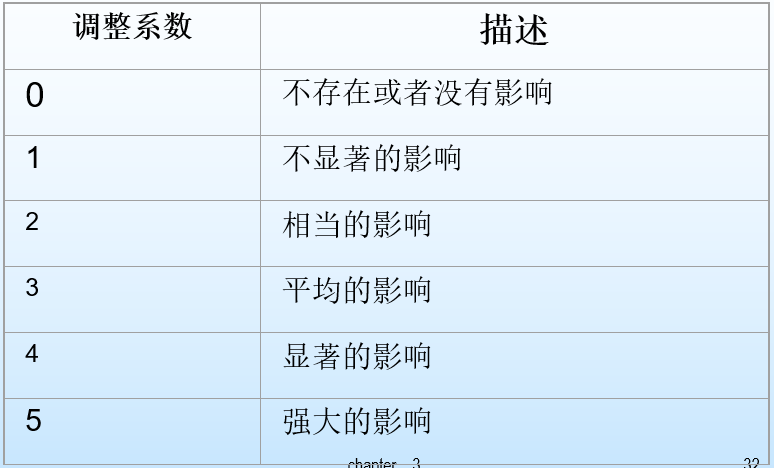 调整系数 描述
0 不存在或者没有影响
1 不显著的影响
2 相当的影响
3 平均的影响
4 显著的影响
5 强大的影响
chapter 3 32